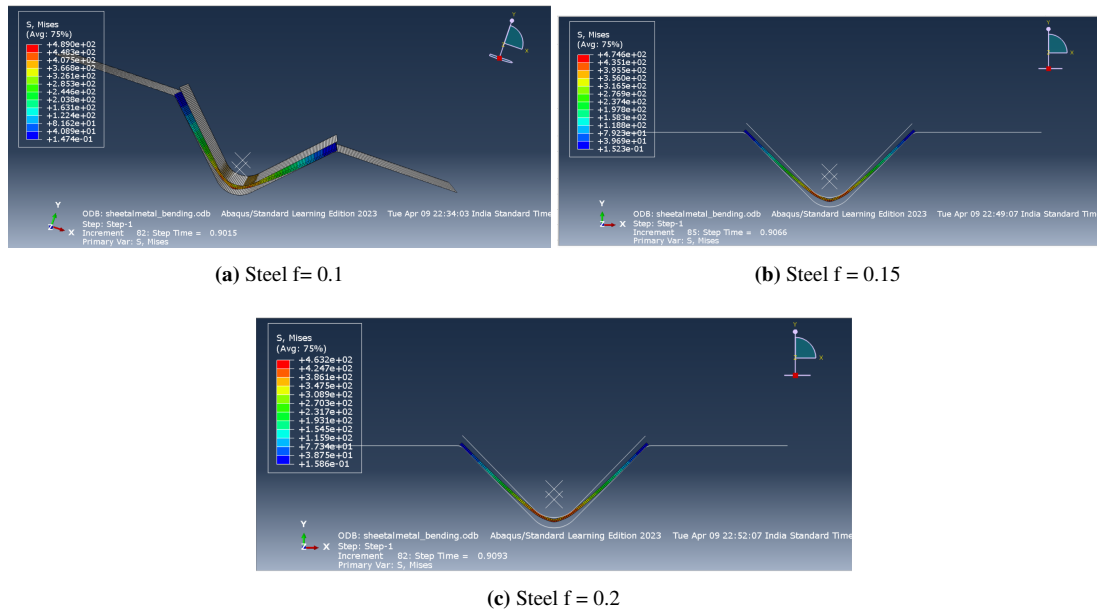 S, Mises
(Avg: 75%)
+4.890e+02
+4.483e+02
+4.075e+02
+3.668e+02
+3.261e+02
+2.853e+02
+2.446e+02
+2.038e+02
+1.631e+02
+1.224e+02
+8.162e+01
+4.089e+01
+1.474e-01
Y
X
Y
Z X
ODB: sheetalmetal_bending.odb Abaqus/Standard Learning Edition 2023 Tue Apr 09 22:34:03 India Standard Time
Step: Step-1
Increment 82: Step Time = 0.9015
Primary Var: S, Mises
(a) Steel f= 0.1
S, Mises
(Avg: 75%)
+4.746e+02
+4.351e+02
+3.955e+02
+3.560e+02
+3.165e+02
+2.769e+02
+2.374e+02
+1.978e+02
+1.583e+02
+1.188e+02
+7.923e+01
+3.969e+01
+1.523e-01
Y
Z X
Y
Z X
ODB: sheetalmetal_bending.odb Abaqus/Standard Learning Edition 2023 Tue Apr 09 22:49:07 India Standard Time
Step: Step-1
Increment 85: Step Time = 0.9066
Primary Var: S, Mises
(b) Steel f = 0.15
S, Mises
(Avg: 75%)
+4.632e+02
+4.247e+02
+3.861e+02
+3.475e+02
+3.089e+02
+2.703e+02
+2.317e+02
+1.931e+02
+1.545e+02
+1.159e+02
+7.734e+01
+3.875e+01
+1.586e-01
Y
Z X
Y
Z X
ODB: sheetalmetal_bending.odb Abaqus/Standard Learning Edition 2023 Tue Apr 09 22:52:07 India Standard Time
Step: Step-1
Increment 82: Step Time = 0.9093
Primary Var: S, Mises
(c) Steel f = 0.2